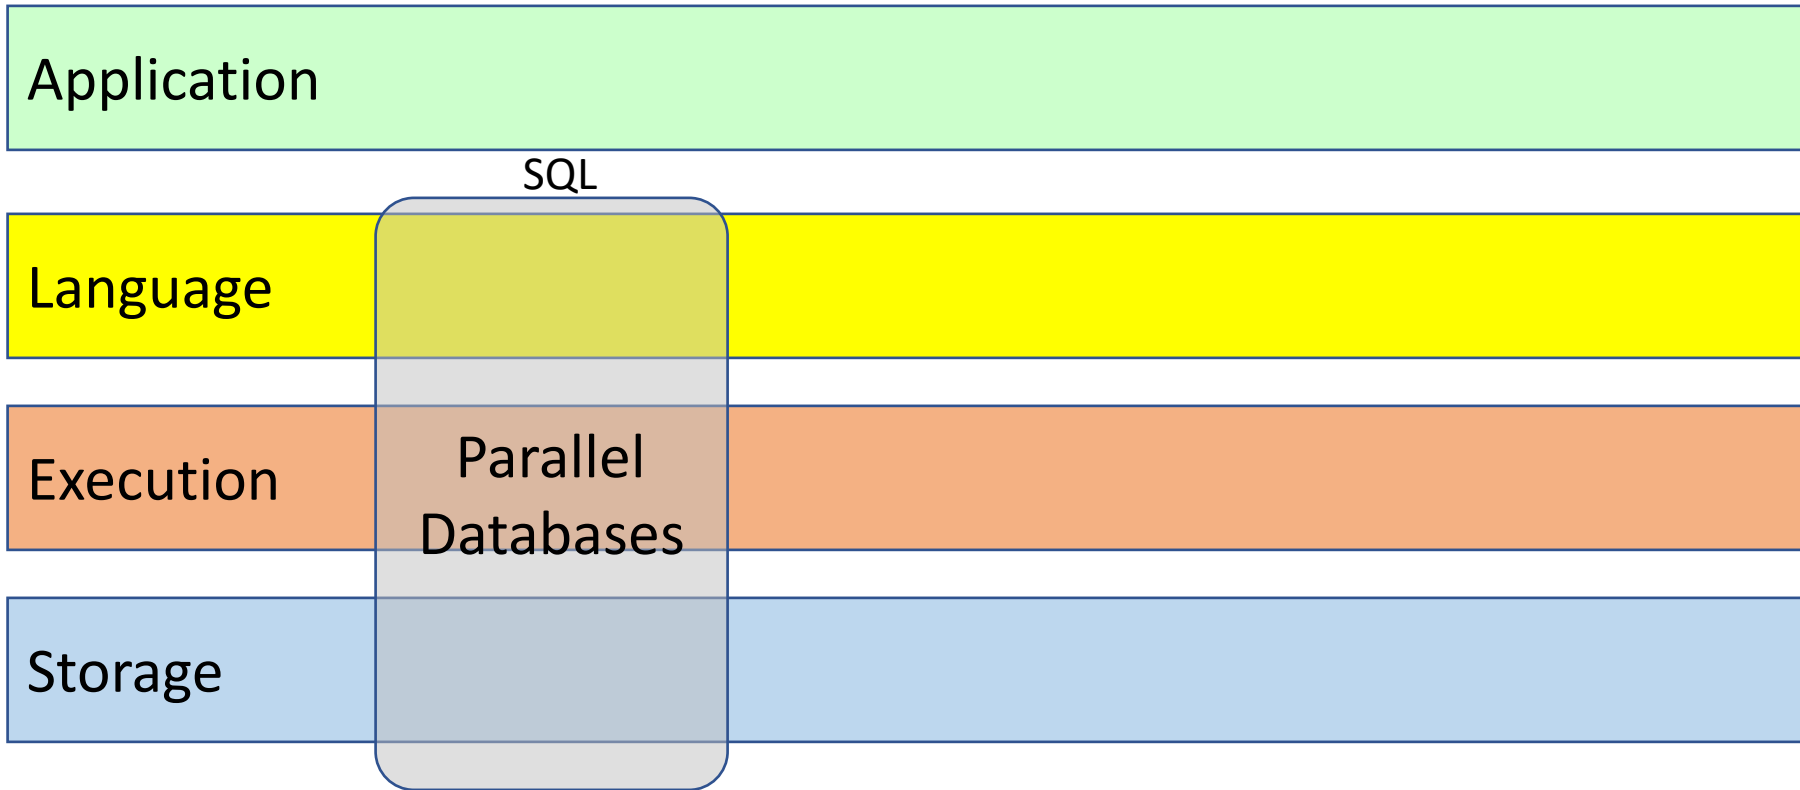 Application
SQL
Language
Execution
Parallel
Databases
Storage